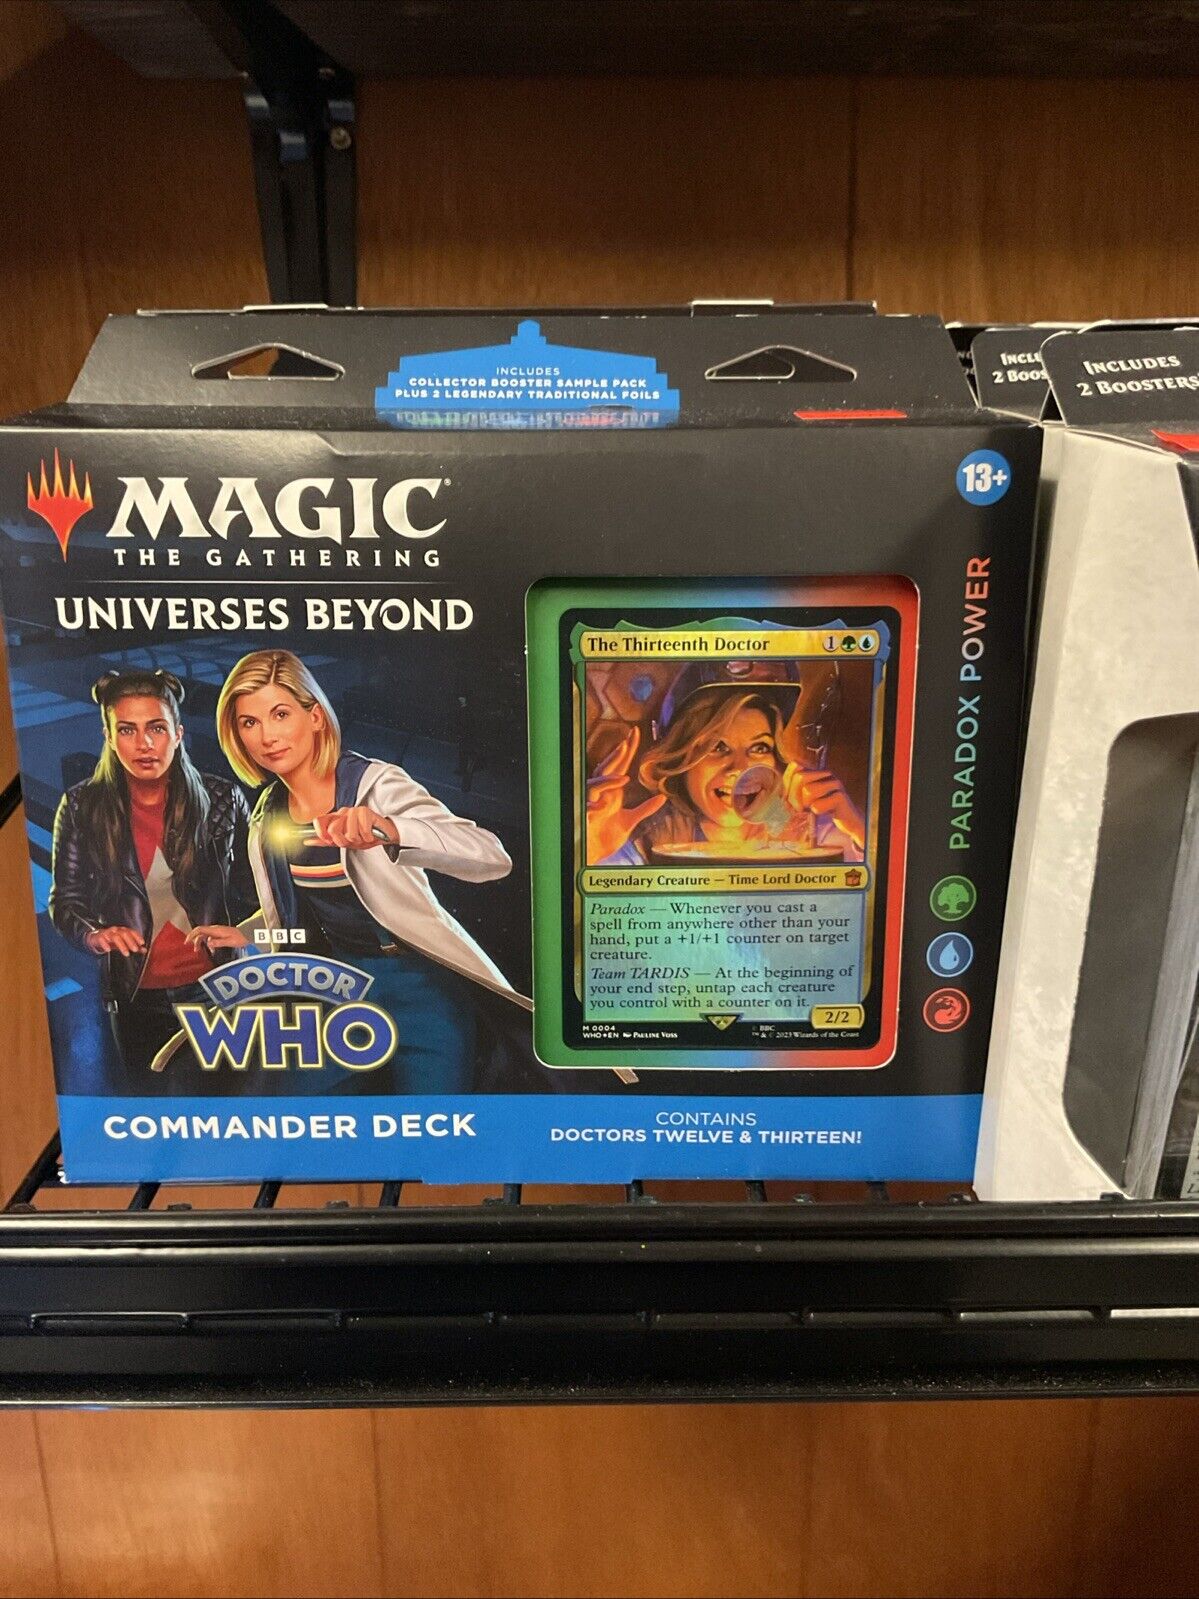 INCLUDES
COLLECTOR BOOSTER SAMPLE PACK
PLUS 2 LEGENDARY TRADITIONAL FOILS
INCLUDES
2 BOOSTERS
MAGIC
THE GATHERING
UNIVERSES BEYOND
13+
PARADOX POWER
The Thirteenth Doctor 1
Legendary Creature — Time Lord Doctor
Paradox — Whenever you cast a
spell from anywhere other than your
hand, put a +1/+1 counter on target
creature.
Team TARDIS — At the beginning of
your end step, untap each creature
you control with a counter on it.
2/2
M 0004
WHO★EN PAULINE VOSS
© BBC
™ & © 2023 Wizards of the Coast
BBC
DOCTOR
WHO
COMMANDER DECK
CONTAINS
DOCTORS TWELVE & THIRTEEN!